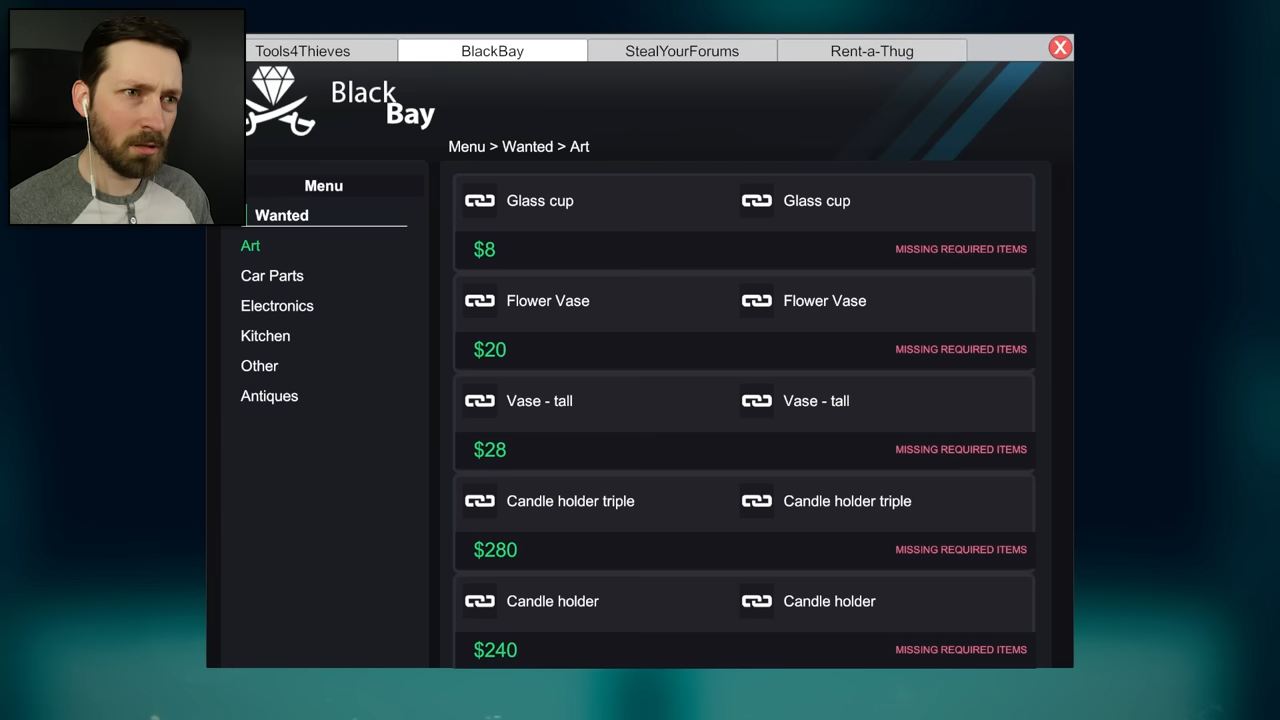 Tools4Thieves BlackBay StealYourForums Rent-a-Thug X
Black
Bay
Menu > Wanted > Art
Menu
Wanted
Art
Car Parts
Electronics
Kitchen
Other
Antiques
Glass cup Glass cup
$8 MISSING REQUIRED ITEMS
Flower Vase Flower Vase
$20 MISSING REQUIRED ITEMS
Vase - tall Vase - tall
$28 MISSING REQUIRED ITEMS
Candle holder triple Candle holder triple
$280 MISSING REQUIRED ITEMS
Candle holder Candle holder
$240 MISSING REQUIRED ITEMS